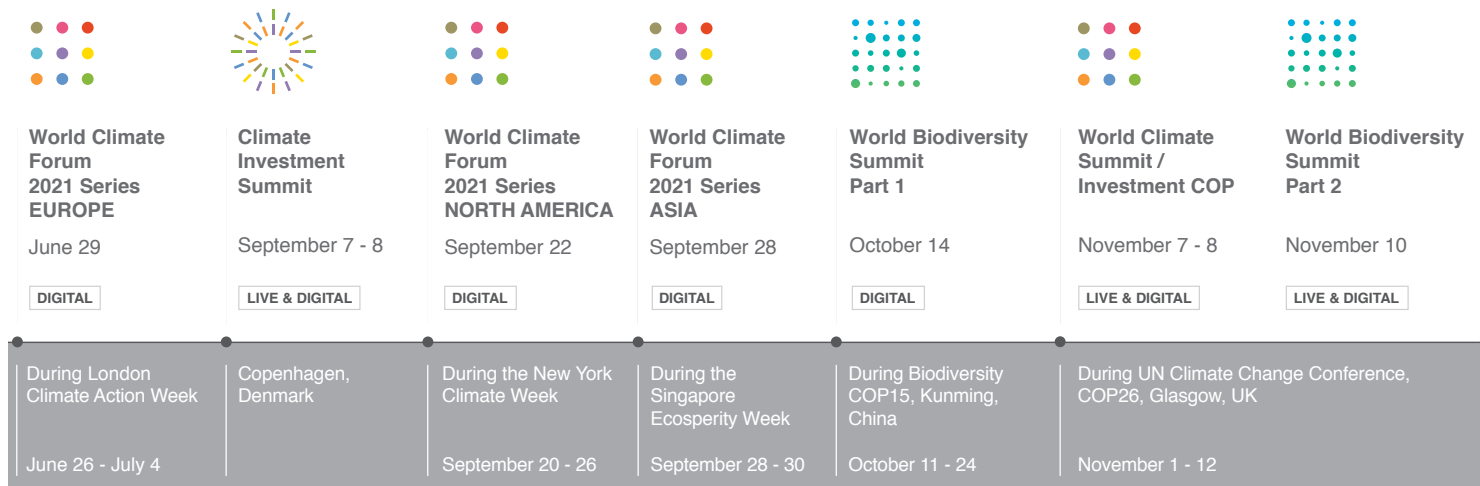 World Climate
Forum
2021 Series
EUROPE
June 29
DIGITAL
Climate
Investment
Summit
September 7 - 8
LIVE & DIGITAL
World Climate
Forum
2021 Series
NORTH AMERICA
September 22
DIGITAL
World Climate
Forum
2021 Series
ASIA
September 28
DIGITAL
World Biodiversity
Summit
Part 1
October 14
DIGITAL
World Climate
Summit /
Investment COP
November 7 - 8
LIVE & DIGITAL
World Biodiversity
Summit
Part 2
November 10
LIVE & DIGITAL
During London
Climate Action Week
June 26 - July 4
Copenhagen,
Denmark
During the New York
Climate Week
September 20 - 26
During the
Singapore
Ecosperity Week
September 28 - 30
During Biodiversity
COP15, Kunming,
China
October 11 - 24
During UN Climate Change Conference,
COP26, Glasgow, UK
November 1 - 12